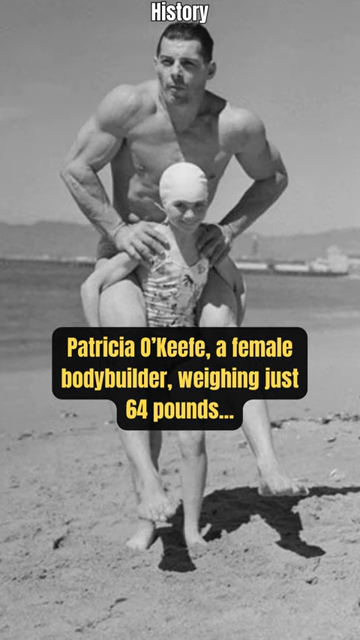 History
Patricia O'Keefe, a female
bodybuilder, weighing just
64 pounds...